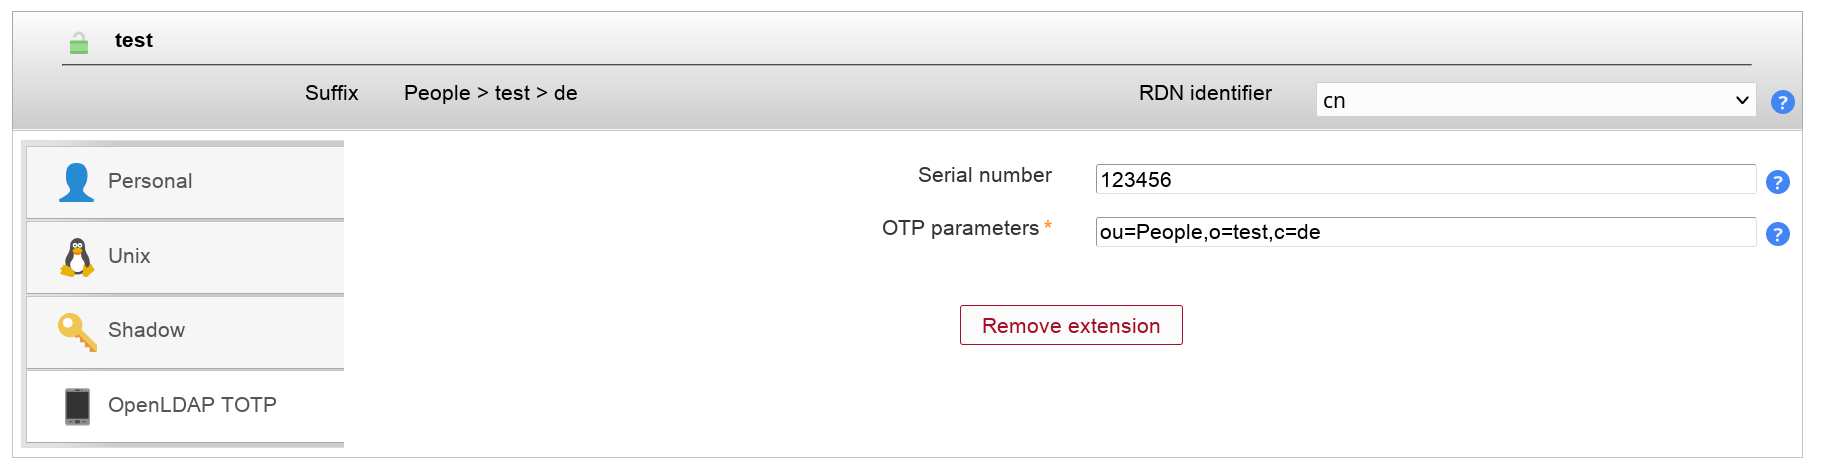 test
Suffix People > test > de RDN identifier cn ?
Personal
Unix
Shadow
OpenLDAP TOTP
Serial number 123456 ?
OTP parameters * ou=People,o=test,c=de ?
Remove extension